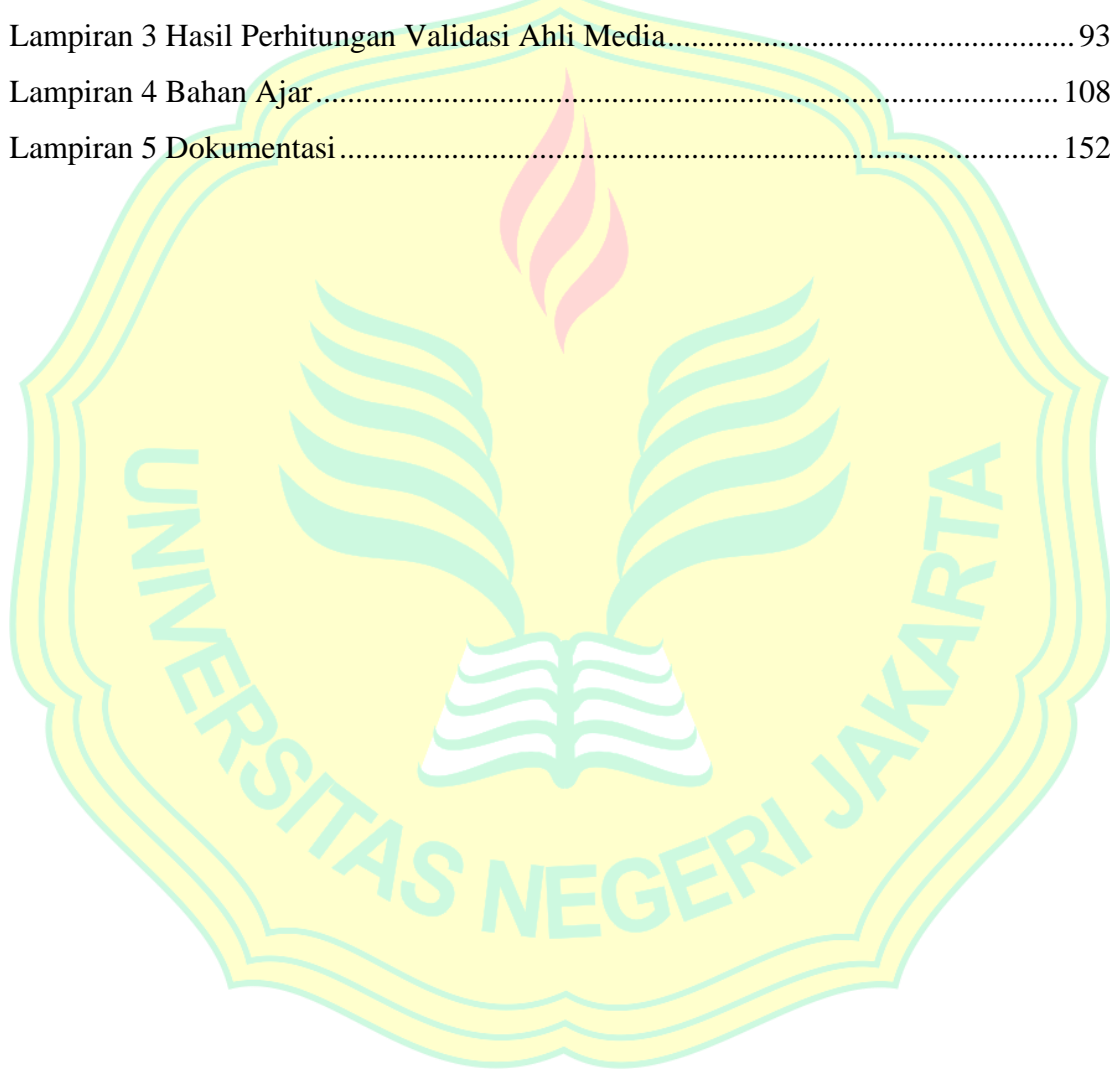 Lampiran 3 Hasil Perhitungan Validasi Ahli Media.......................................................................... 93
Lampiran 4 Bahan Ajar....................................................................................................................................... 108
Lampiran 5 Dokumentasi................................................................................................................................... 152
UNIVERSITAS NEGERI JAKARTA